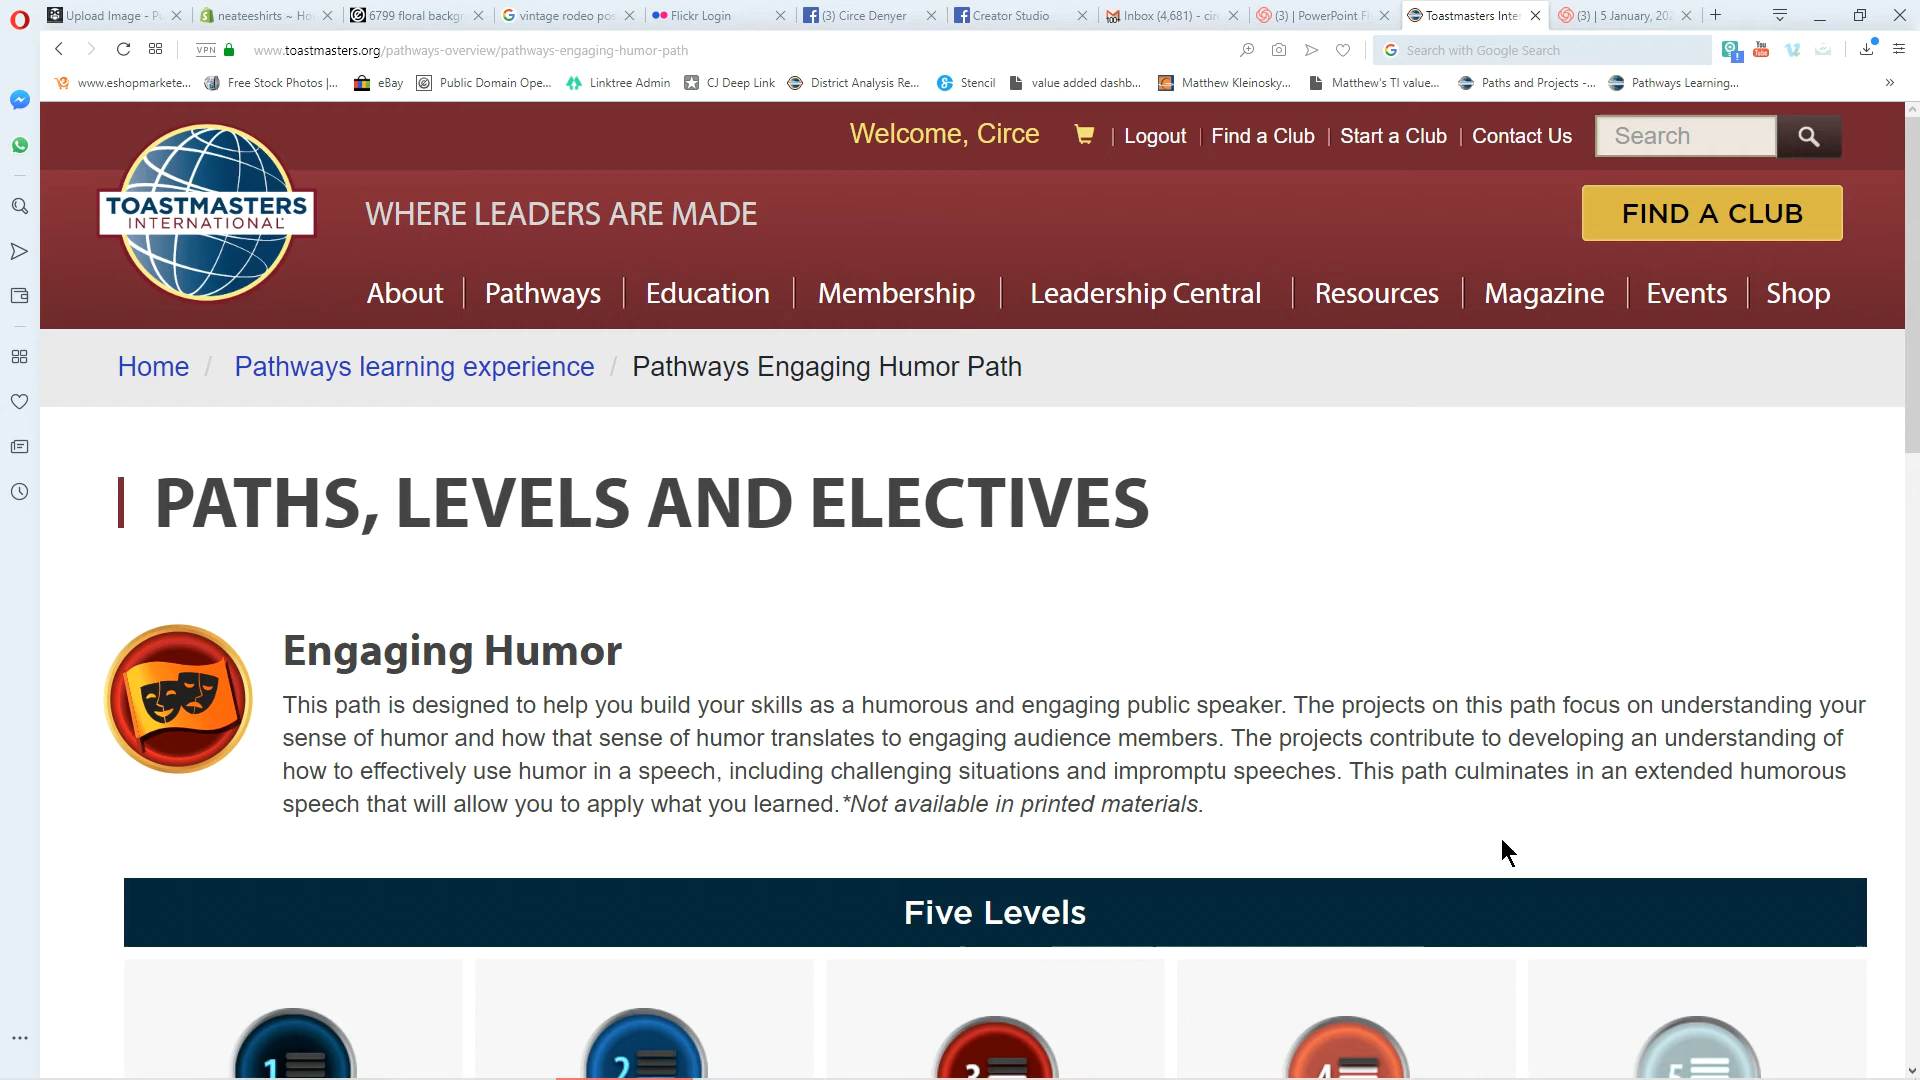 Upload Image - P
neateeshirts ~ Ho
6799 floral backg
vintage rodeo po
Flickr Login
(3) Circe Denyer
Creator Studio
Inbox (4,681) - cir
(3) | PowerPoint F
Toastmasters Inter
(3) | 5 January, 202
VPN
www.toastmasters.org/pathways-overview/pathways-engaging-humor-path
Search with Google Search
www.eshopmarkete...
Free Stock Photos |...
eBay
Public Domain Ope...
Linktree Admin
CJ Deep Link
District Analysis Re...
Stencil
value added dashb...
Matthew Kleinosky...
Matthew's TI value...
Paths and Projects -...
Pathways Learning...
»
Welcome, Circe
Logout
Find a Club
Start a Club
Contact Us
Search
TOASTMASTERS
INTERNATIONAL
WHERE LEADERS ARE MADE
FIND A CLUB
About
Pathways
Education
Membership
Leadership Central
Resources
Magazine
Events
Shop
Home / Pathways learning experience / Pathways Engaging Humor Path
PATHS, LEVELS AND ELECTIVES
Engaging Humor
This path is designed to help you build your skills as a humorous and engaging public speaker. The projects on this path focus on understanding your
sense of humor and how that sense of humor translates to engaging audience members. The projects contribute to developing an understanding of
how to effectively use humor in a speech, including challenging situations and impromptu speeches. This path culminates in an extended humorous
speech that will allow you to apply what you learned.*Not available in printed materials.
Five Levels
1
2
3
4
5